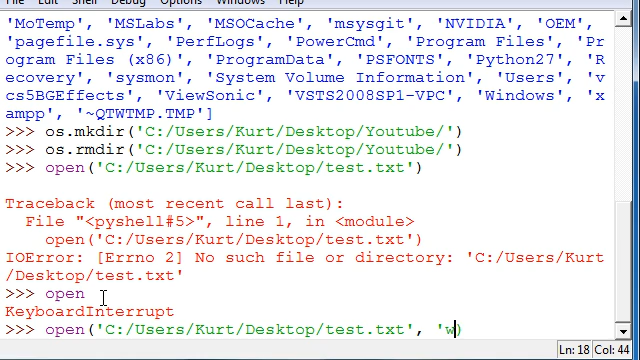 File Edit Shell Debug Options Windows Help
'MoTemp', 'MSLabs', 'MSOCache', 'msysgit', 'NVIDIA', 'OEM',
'pagefile.sys', 'PerfLogs', 'PowerCmd', 'Program Files', 'Pr
ogram Files (x86)', 'ProgramData', 'PSFONTS', 'Python27', 'R
ecovery', 'sysmon', 'System Volume Information', 'Users', 'v
cs5BGEffects', 'ViewSonic', 'VSTS2008SP1-VPC', 'Windows', 'x
ampp', '~QTWTMP.TMP']
>>> os.mkdir('C:/Users/Kurt/Desktop/Youtube/')
>>> os.rmdir('C:/Users/Kurt/Desktop/Youtube/')
>>> open('C:/Users/Kurt/Desktop/test.txt')
Traceback (most recent call last):
File "<pyshell#5>", line 1, in <module>
open('C:/Users/Kurt/Desktop/test.txt')
IOError: [Errno 2] No such file or directory: 'C:/Users/Kurt
/Desktop/test.txt'
>>> open
KeyboardInterrupt
>>> open('C:/Users/Kurt/Desktop/test.txt', 'w)
Ln: 18 Col: 44